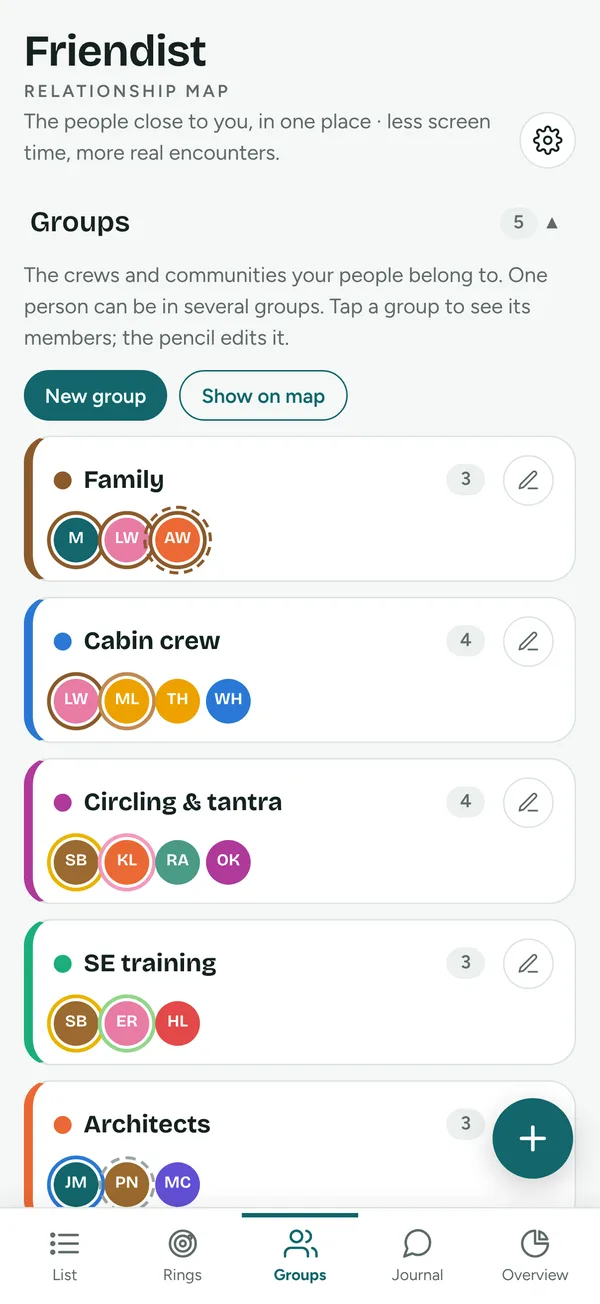 Friendist
RELATIONSHIP MAP
The people close to you, in one place · less screen
time, more real encounters.
Groups
5 ▲
The crews and communities your people belong to. One
person can be in several groups. Tap a group to see its
members; the pencil edits it.
New group
Show on map
Family
3
M LW AW
Cabin crew
4
LW ML TH WH
Circling & tantra
4
SB KL RA OK
SE training
3
SB ER HL
Architects
3
JM PN MC
List
Rings
Groups
Journal
Overview